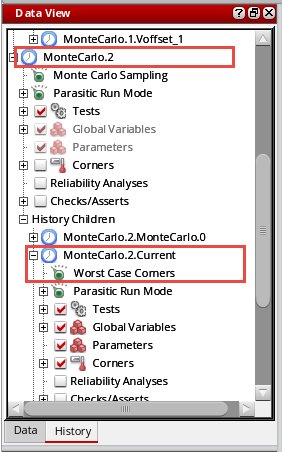 Data View
MonteCarlo.1.Voffset_1
MonteCarlo.2
Monte Carlo Sampling
Parasitic Run Mode
Tests
Global Variables
Parameters
Corners
Reliability Analyses
Checks/Asserts
History Children
MonteCarlo.2.MonteCarlo.0
MonteCarlo.2.Current
Worst Case Corners
Parasitic Run Mode
Tests
Global Variables
Parameters
Corners
Reliability Analyses
Checks/Asserts
Data History